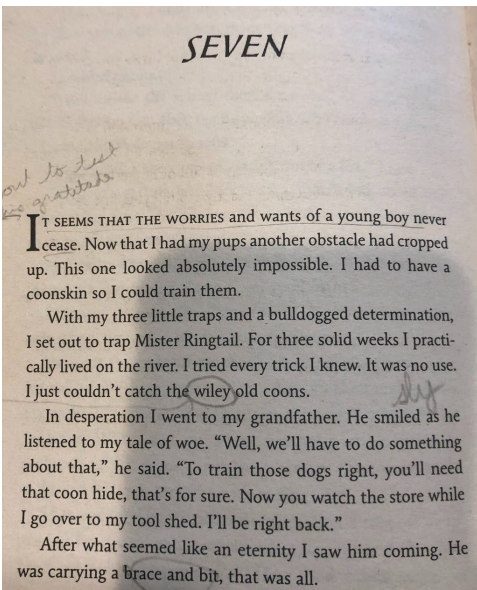 SEVEN
out to test
his gratitude
IT SEEMS THAT THE WORRIES and wants of a young boy never
cease. Now that I had my pups another obstacle had cropped
up. This one looked absolutely impossible. I had to have a
coonskin so I could train them.
With my three little traps and a bulldogged determination,
I set out to trap Mister Ringtail. For three solid weeks I practi-
cally lived on the river. I tried every trick I knew. It was no use.
I just couldn't catch the wiley old coons.
sly
In desperation I went to my grandfather. He smiled as he
listened to my tale of woe. “Well, we'll have to do something
about that,” he said. “To train those dogs right, you'll need
that coon hide, that's for sure. Now you watch the store while
I go over to my tool shed. I'll be right back.”
After what seemed like an eternity I saw him coming. He
was carrying a brace and bit, that was all.